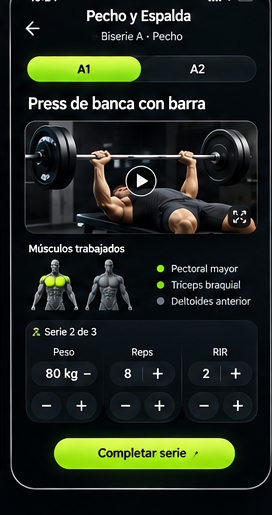 Pecho y Espalda
Biserie A • Pecho
A1
A2
Press de banca con barra
Músculos trabajados
Pectoral mayor
Tríceps braquial
Deltoides anterior
Serie 2 de 3
Peso
Reps
RIR
80 kg −
8 +
2 +
− +
− +
− +
Completar serie